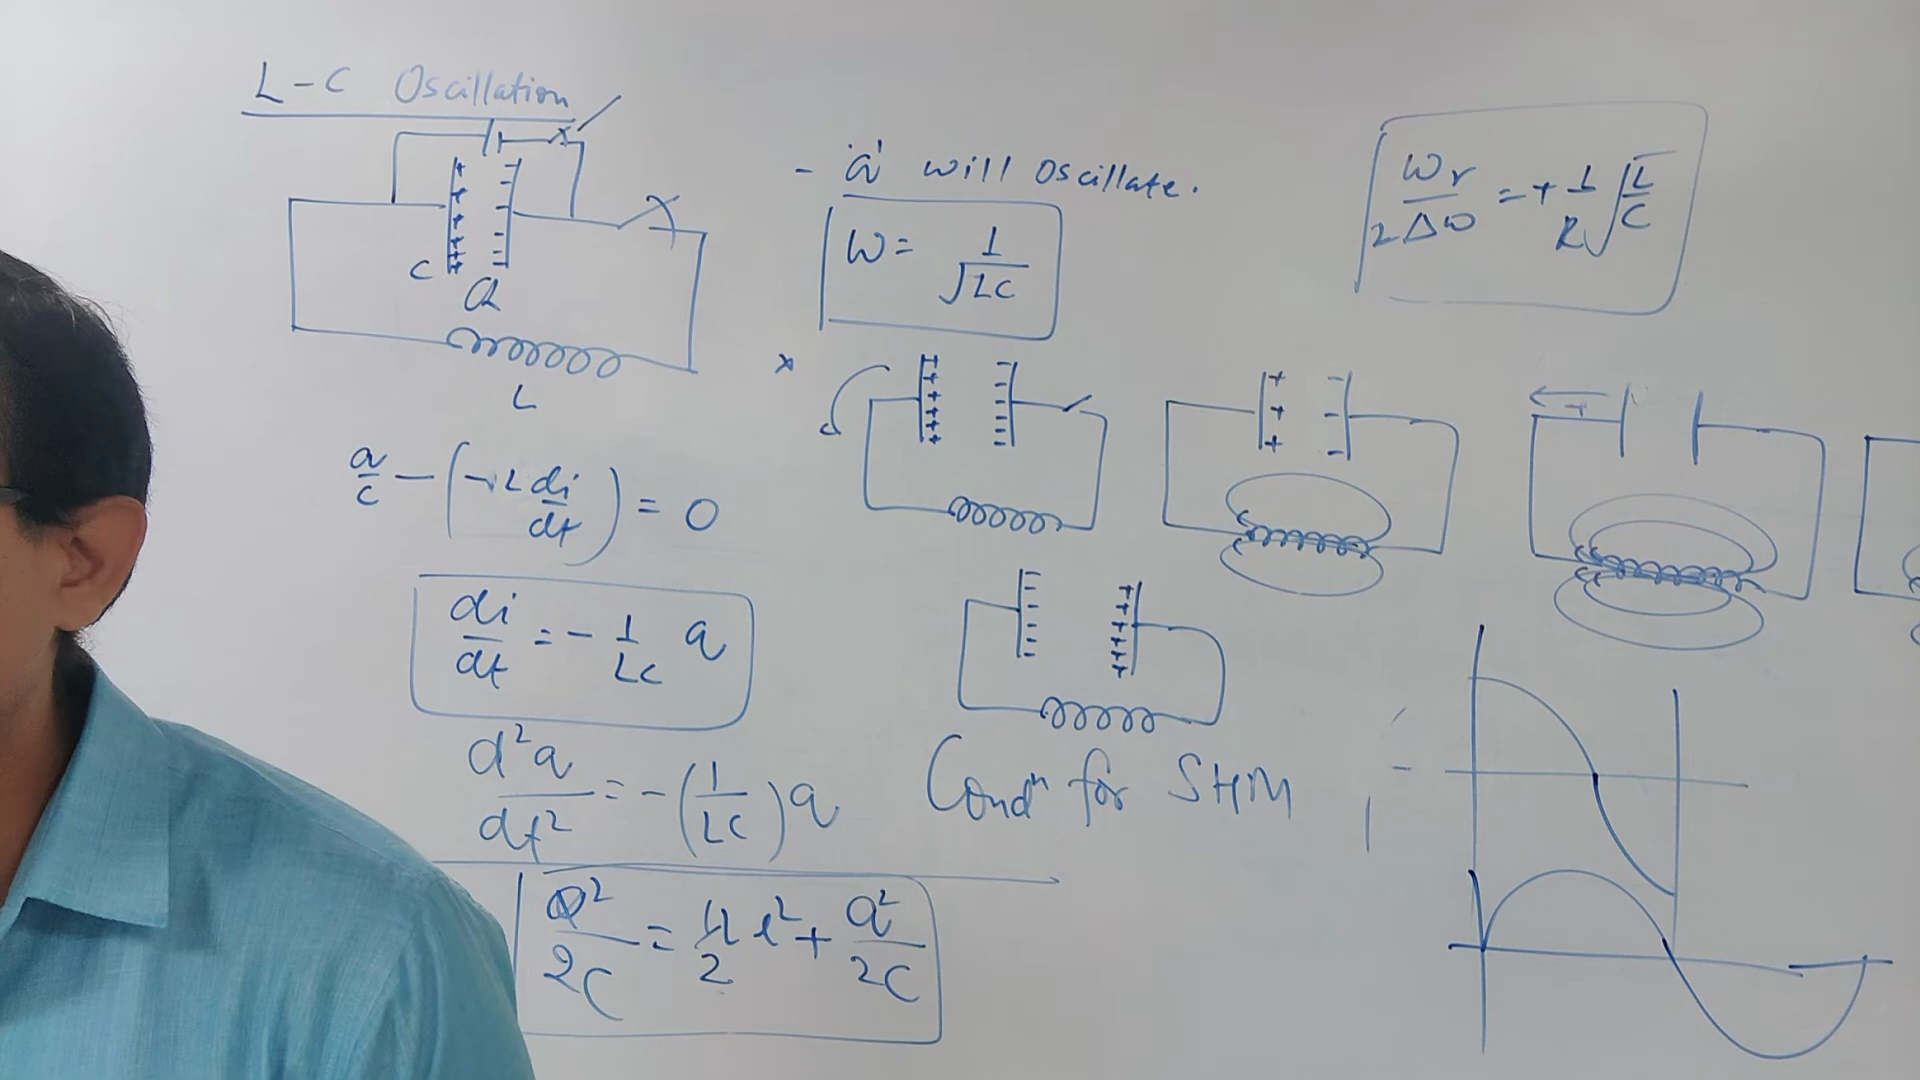 L-C Oscillation
C
Q
L
q/c - (-L di/dt) = 0
di/dt = - 1/LC q
d²q/dt² = -(1/LC)q
Q²/2C = 1/2 L i² + q²/2C
- 'q' will oscillate.
ω = 1/√LC
Condⁿ for SHM
ωr/2Δω = + 1/R √L/C